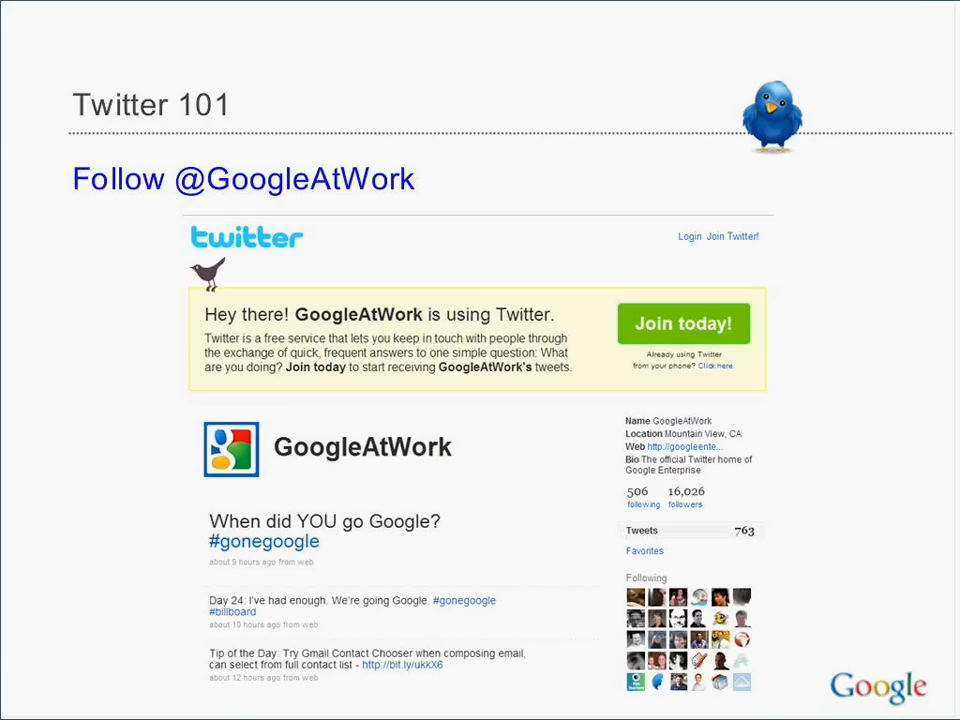 Twitter 101
Follow @GoogleAtWork
twitter
Login Join Twitter!
Hey there! GoogleAtWork is using Twitter.
Twitter is a free service that lets you keep in touch with people through
the exchange of quick, frequent answers to one simple question: What
are you doing? Join today to start receiving GoogleAtWork's tweets.
Join today!
Already using Twitter
from your phone? Click here.
GoogleAtWork
When did YOU go Google?
#gonegoogle
about 9 hours ago from web
Day 24: I've had enough. We're going Google. #gonegoogle
#billboard
about 10 hours ago from web
Tip of the Day: Try Gmail Contact Chooser when composing email,
can select from full contact list - http://bit.ly/ukkX6
about 12 hours ago from web
Name GoogleAtWork
Location Mountain View, CA
Web http://googleente...
Bio The official Twitter home of
Google Enterprise
506 16,026
following followers
Tweets 763
Favorites
Following
Google